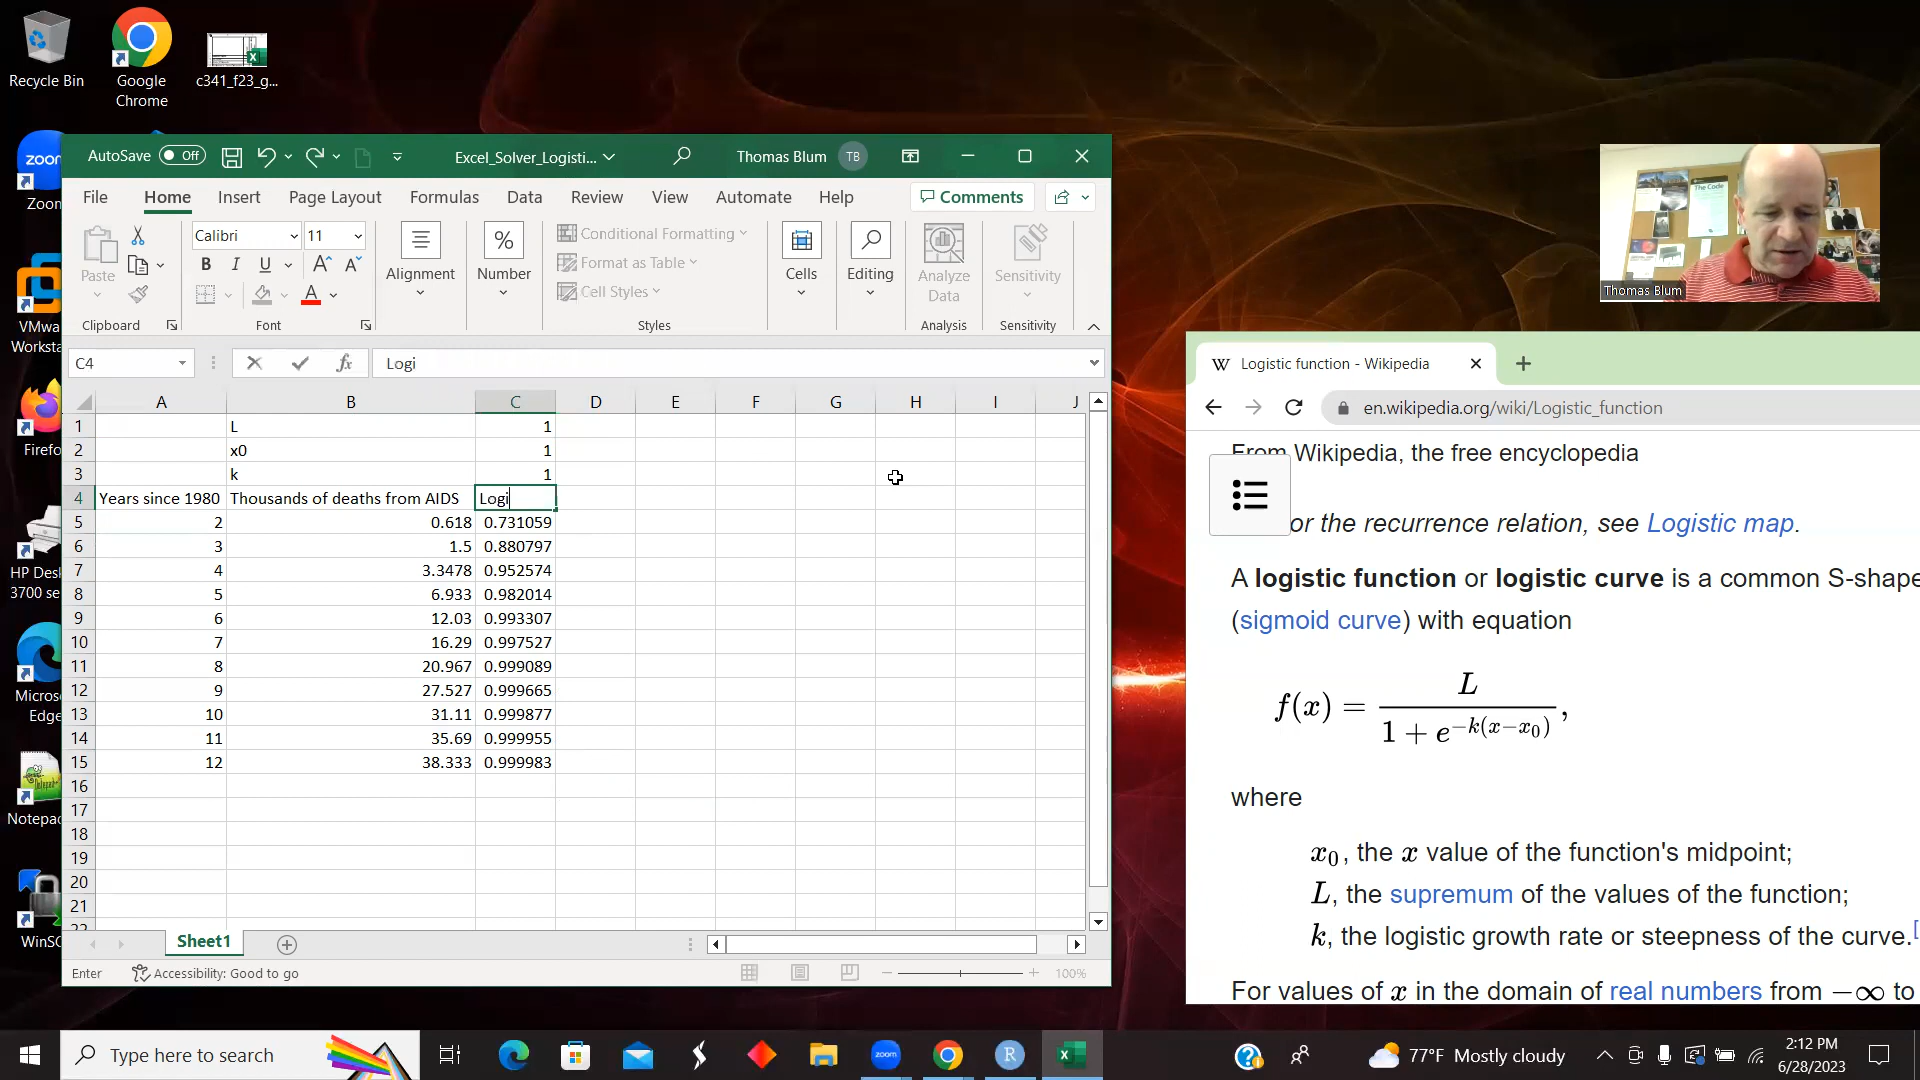 Recycle Bin
Google Chrome
c341_f23_g...
zoom
Zoom
VMwa
Worksta
Firefo
HP Des
3700 se
Micros
Edge
Notepa
WinSC
AutoSave Off
Excel_Solver_Logisti...
Thomas Blum TB
File Home Insert Page Layout Formulas Data Review View Automate Help
Comments
Paste
Calibri 11
B I U A A
A
Alignment
%
Number
Conditional Formatting
Format as Table
Cell Styles
Cells
Editing
Analyze Data
Sensitivity
Clipboard Font Styles Analysis Sensitivity
C4 fx Logi
A B C D E F G H I J
1 L 1
2 x0 1
3 k 1
4 Years since 1980 Thousands of deaths from AIDS Logi
5 2 0.618 0.731059
6 3 1.5 0.880797
7 4 3.3478 0.952574
8 5 6.933 0.982014
9 6 12.03 0.993307
10 7 16.29 0.997527
11 8 20.967 0.999089
12 9 27.527 0.999665
13 10 31.11 0.999877
14 11 35.69 0.999955
15 12 38.333 0.999983
16
17
18
19
20
21
22
Sheet1
Enter Accessibility: Good to go 100%
The Code
Thomas Blum
W Logistic function - Wikipedia
en.wikipedia.org/wiki/Logistic_function
From Wikipedia, the free encyclopedia
or the recurrence relation, see Logistic map.
A logistic function or logistic curve is a common S-shape
(sigmoid curve) with equation
f(x) = L / (1 + e^{−k(x−x₀)}),
where
x₀, the x value of the function's midpoint;
L, the supremum of the values of the function;
k, the logistic growth rate or steepness of the curve.[
For values of x in the domain of real numbers from −∞ to
Type here to search
zoom
R
77°F Mostly cloudy
2:12 PM
6/28/2023